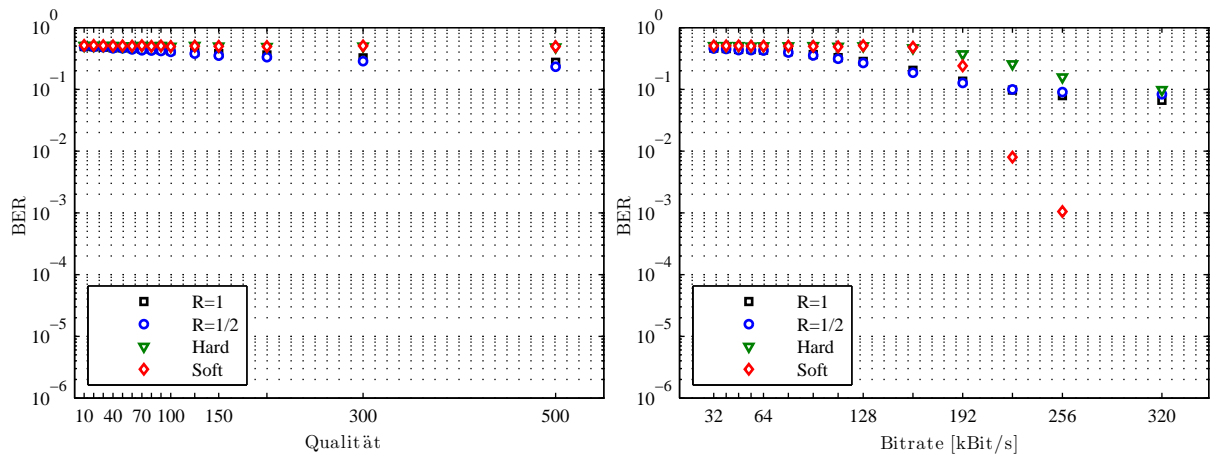 10^0
10^-1
10^-2
10^-3
10^-4
10^-5
10^-6
BER
R=1
R=1/2
Hard
Soft
10 40 70 100 150 300 500
Qualität
10^0
10^-1
10^-2
10^-3
10^-4
10^-5
10^-6
BER
R=1
R=1/2
Hard
Soft
32 64 128 192 256 320
Bitrate [kBit/s]